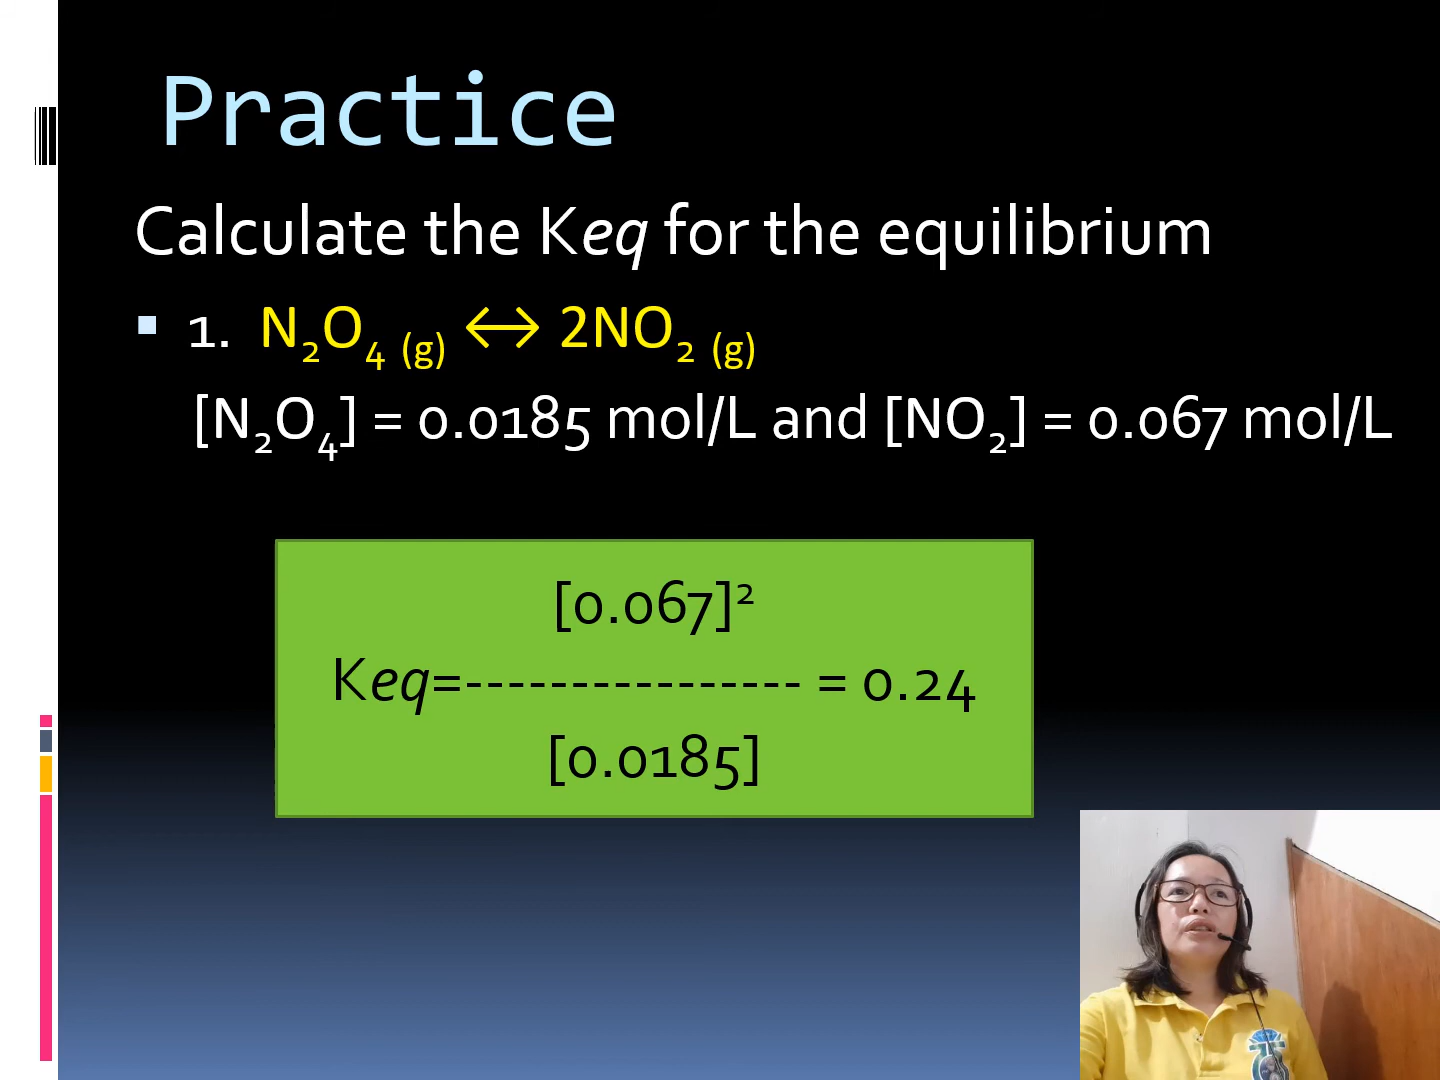 Practice
Calculate the Keq for the equilibrium
▪ 1. N₂O₄ (g) ↔ 2NO₂ (g)
[N₂O₄] = 0.0185 mol/L and [NO₂] = 0.067 mol/L
[0.067]²
Keq=---------------- = 0.24
[0.0185]